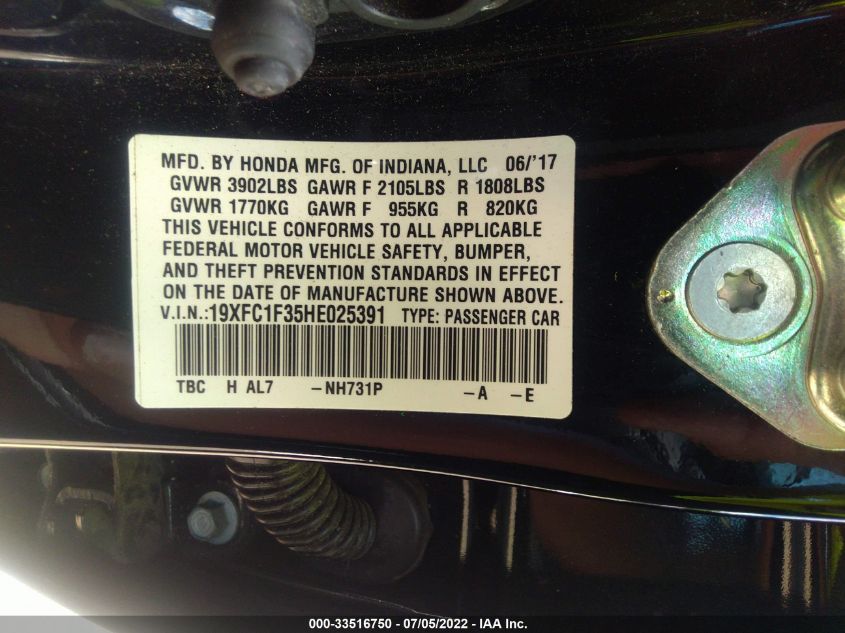 MFD. BY HONDA MFG. OF INDIANA, LLC 06/'17
GVWR 3902LBS GAWR F 2105LBS R 1808LBS
GVWR 1770KG GAWR F 955KG R 820KG
THIS VEHICLE CONFORMS TO ALL APPLICABLE
FEDERAL MOTOR VEHICLE SAFETY, BUMPER,
AND THEFT PREVENTION STANDARDS IN EFFECT
ON THE DATE OF MANUFACTURE SHOWN ABOVE.
V.I.N.:19XFC1F35HE025391 TYPE: PASSENGER CAR
TBC H AL7 -NH731P -A -E
000-33516750 - 07/05/2022 - IAA Inc.